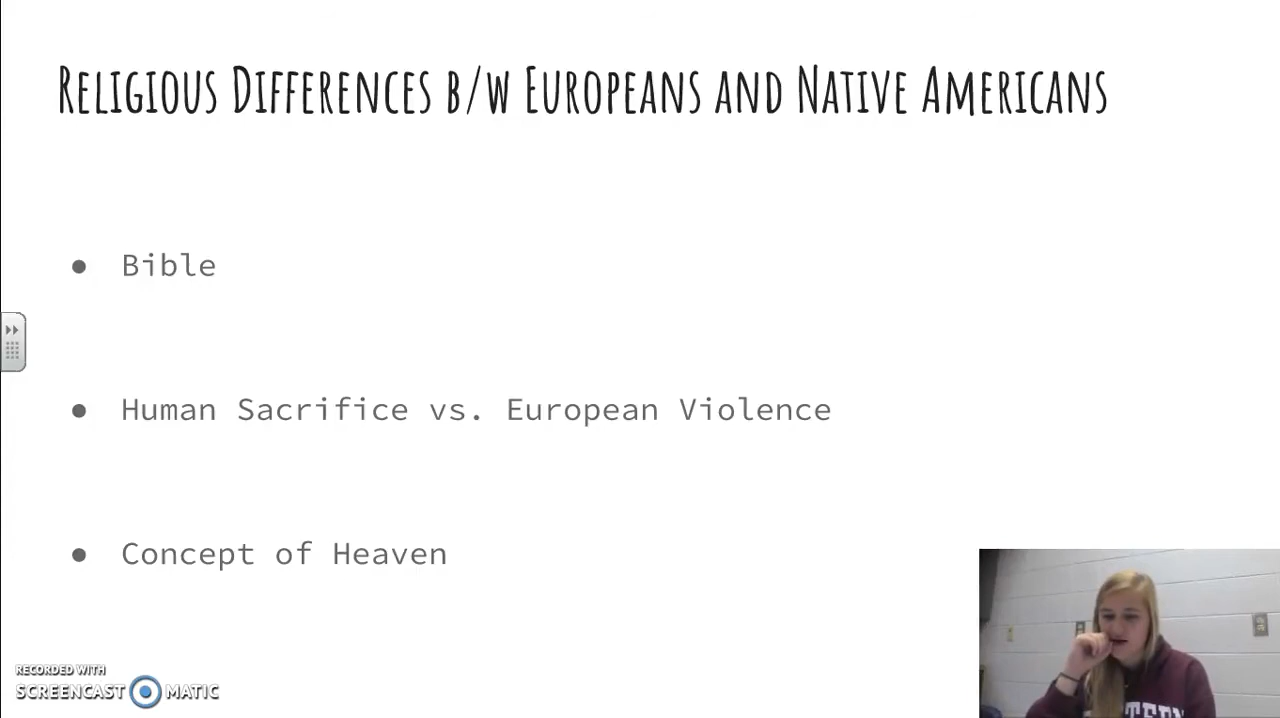 Religious Differences b/w Europeans and Native Americans
● Bible
● Human Sacrifice vs. European Violence
● Concept of Heaven
RECORDED WITH
SCREENCAST MATIC